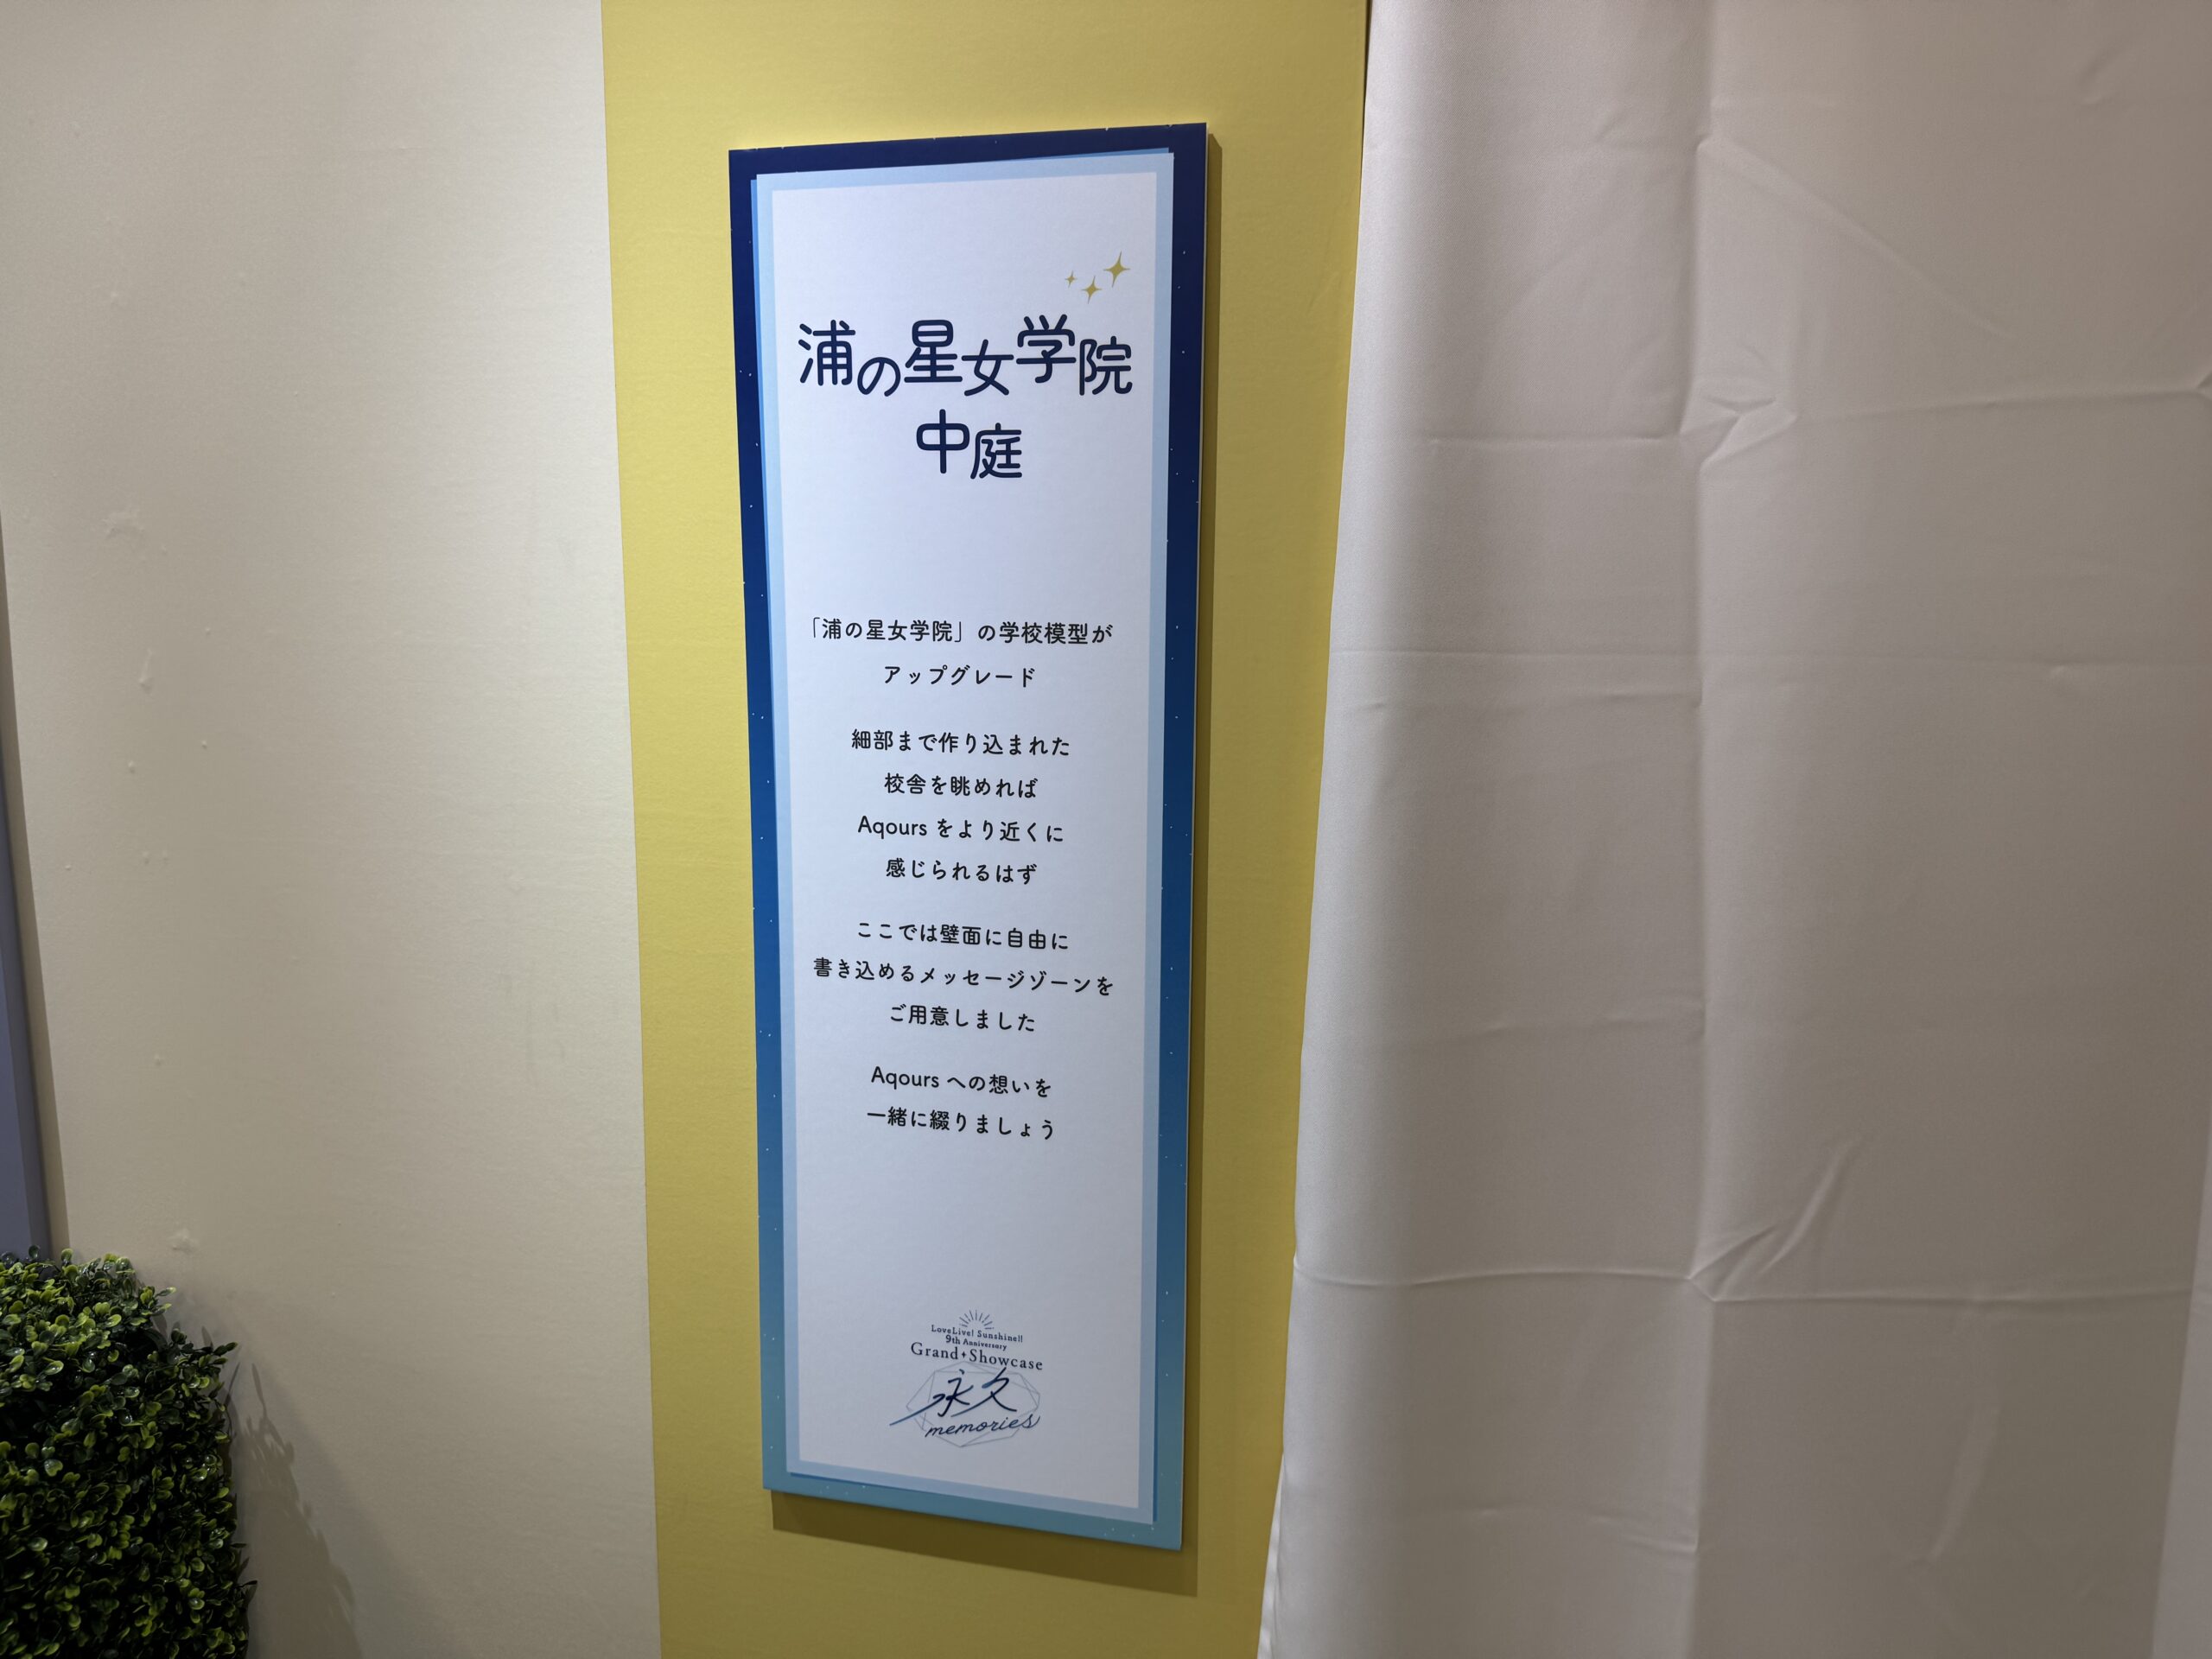 浦の星女学院
中庭
「浦の星女学院」の学校模型が
アップグレード
細部まで作り込まれた
校舎を眺めれば
Aqours をより近くに
感じられるはず
ここでは壁面に自由に
書き込めるメッセージゾーンを
ご用意しました
Aqours への想いを
一緒に綴りましょう
LoveLive! Sunshine!!
9th Anniversary
Grand Showcase
永久
memories